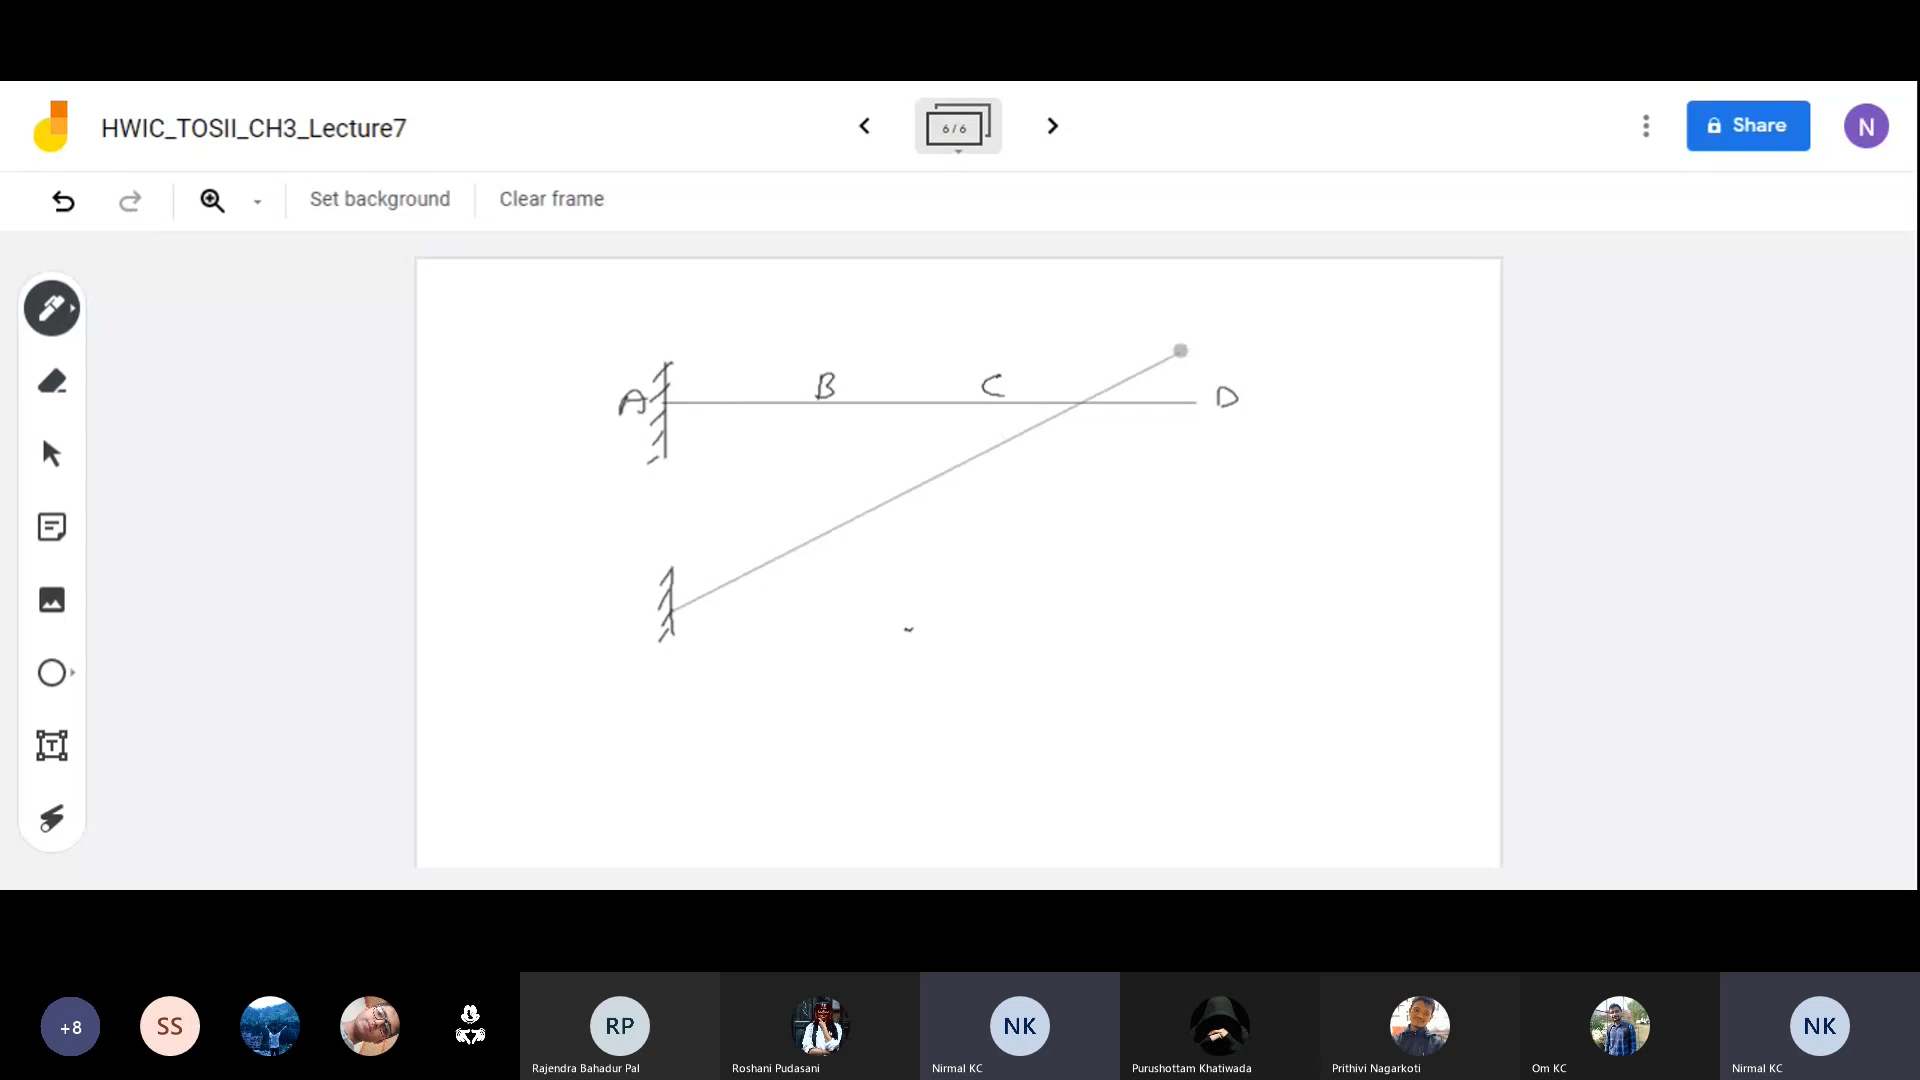 HWIC_TOSII_CH3_Lecture7
6/6
Share
N
Set background
Clear frame
A
B
C
D
T
+8
SS
RP
NK
NK
Rajendra Bahadur Pal
Roshani Pudasani
Nirmal KC
Purushottam Khatiwada
Prithivi Nagarkoti
Om KC
Nirmal KC